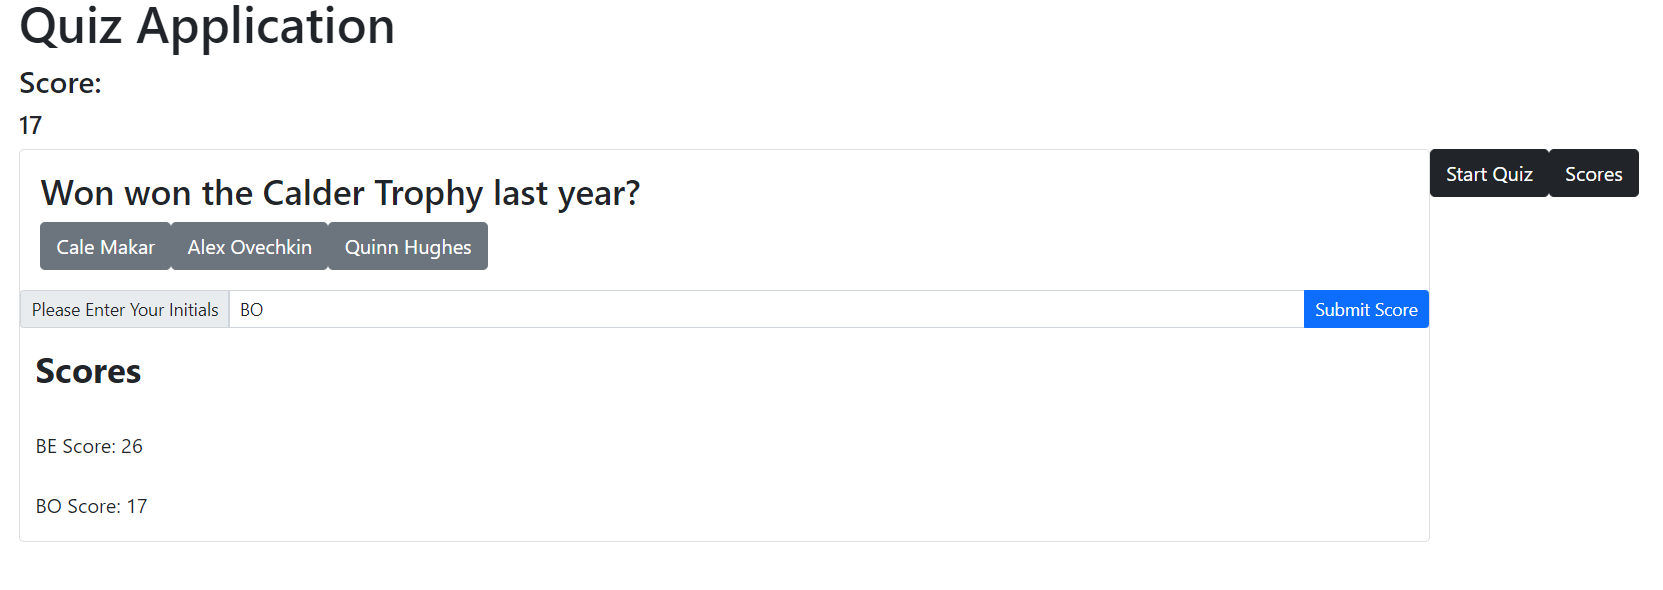 Quiz Application
Score:
17
Won won the Calder Trophy last year?
Start Quiz Scores
Cale Makar Alex Ovechkin Quinn Hughes
Please Enter Your Initials BO Submit Score
Scores
BE Score: 26
BO Score: 17